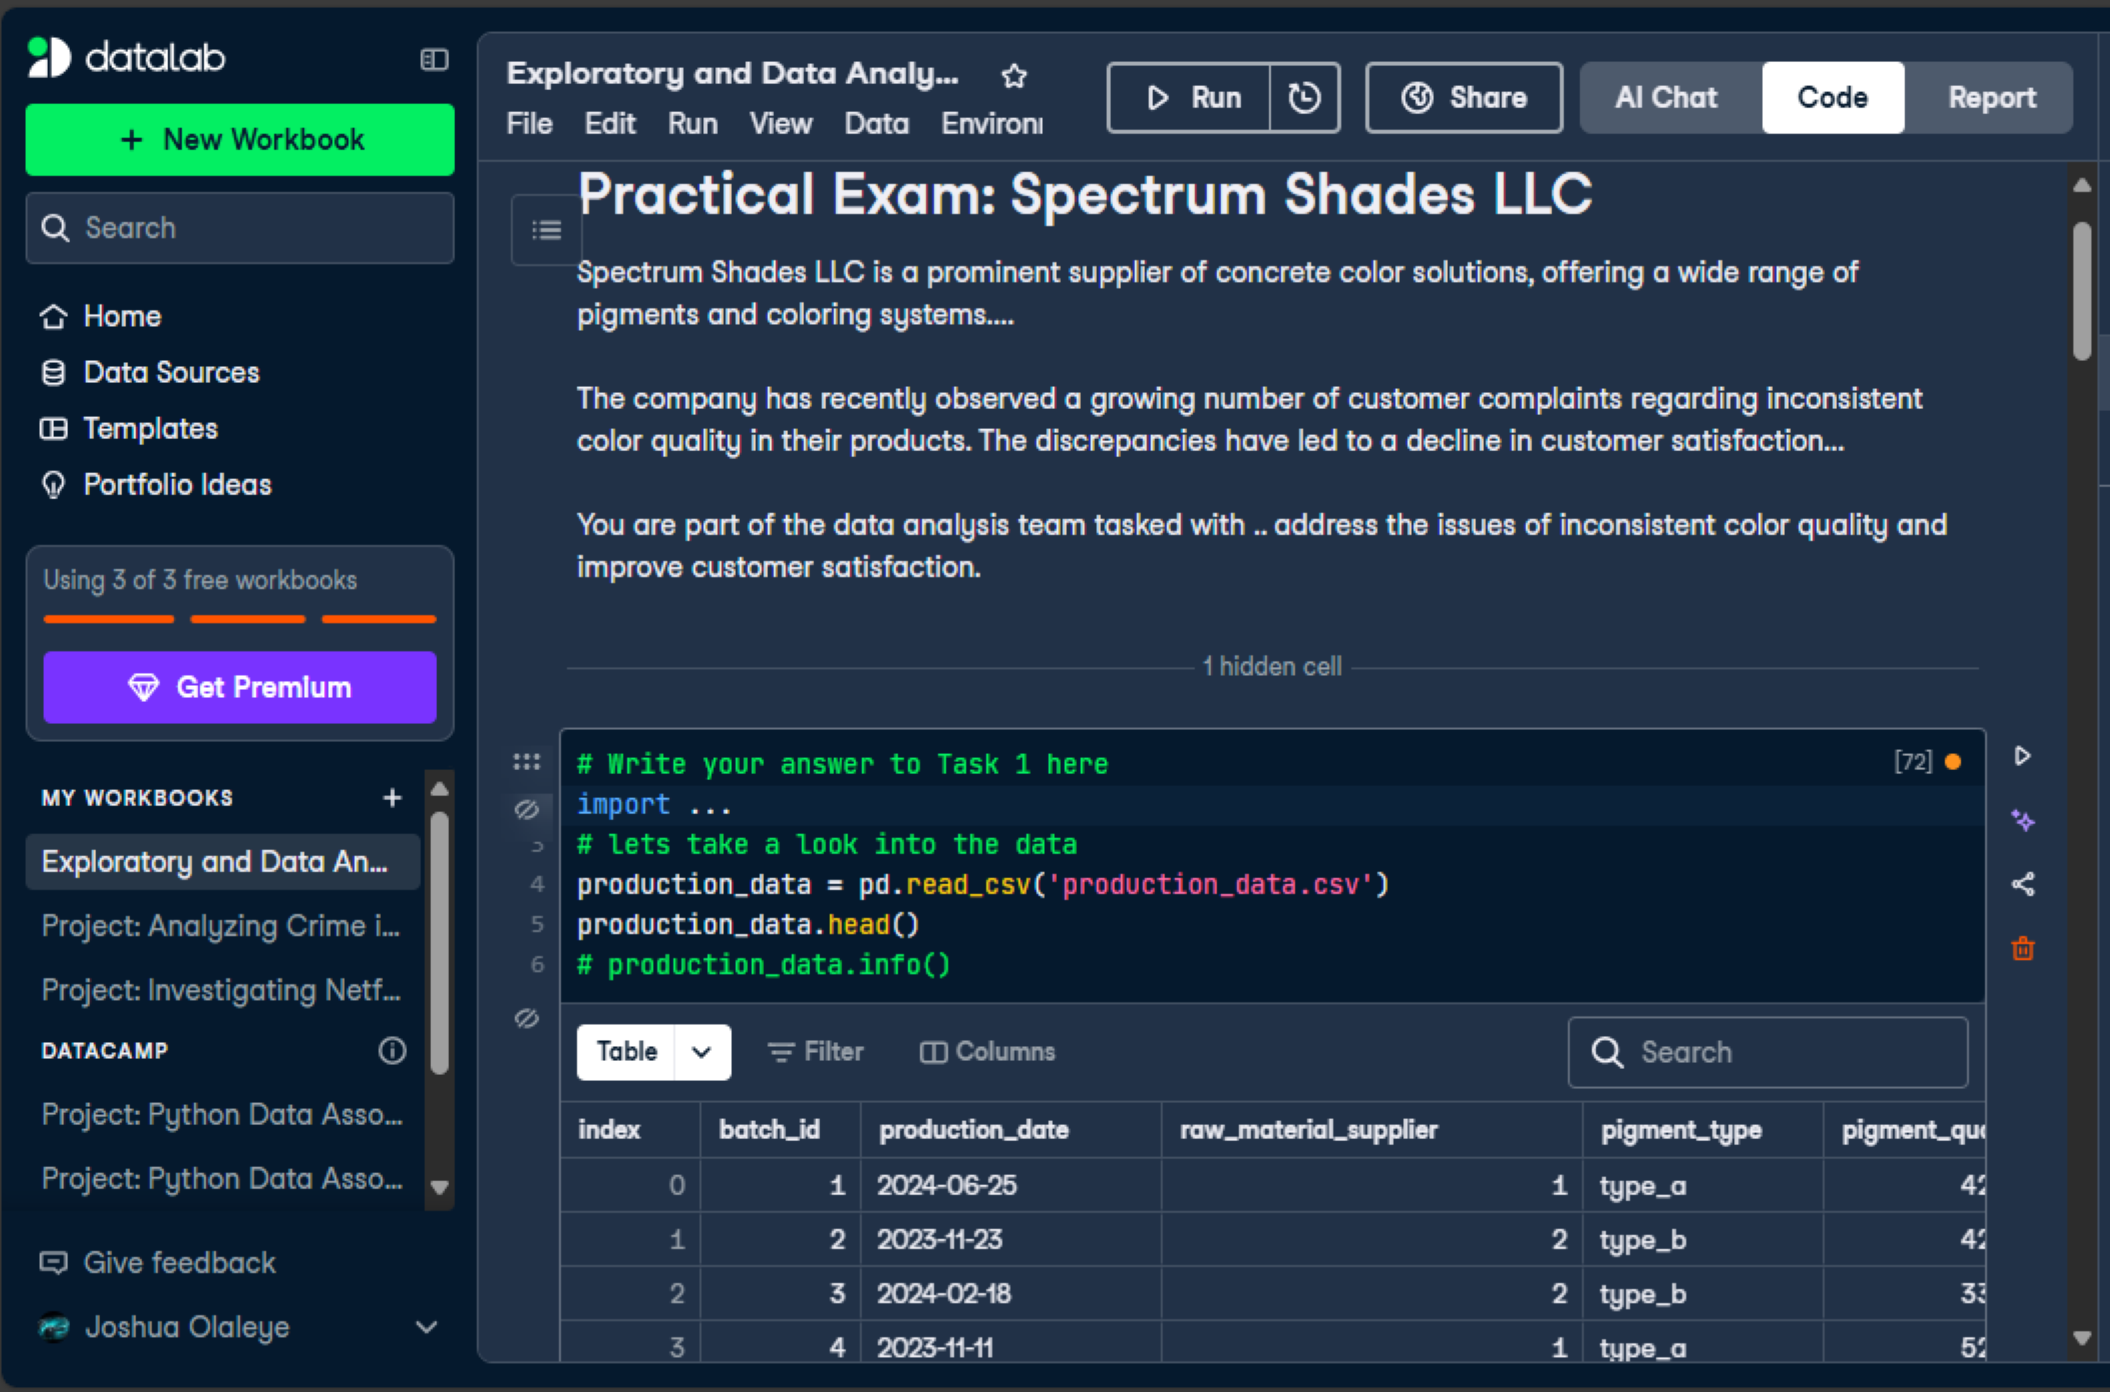 datalab
+ New Workbook
Search
Home
Data Sources
Templates
Portfolio Ideas
Using 3 of 3 free workbooks
Get Premium
MY WORKBOOKS +
Exploratory and Data An...
Project: Analyzing Crime i...
Project: Investigating Netf...
DATACAMP
Project: Python Data Asso...
Project: Python Data Asso...
Give feedback
Joshua Olaleye
Exploratory and Data Analy...
File Edit Run View Data
Run
Share
AI Chat Code Report
Practical Exam: Spectrum Shades LLC
Spectrum Shades LLC is a prominent supplier of concrete color solutions, offering a wide range of
pigments and coloring systems....
The company has recently observed a growing number of customer complaints regarding inconsistent
color quality in their products. The discrepancies have led to a decline in customer satisfaction...
You are part of the data analysis team tasked with .. address the issues of inconsistent color quality and
improve customer satisfaction.
1 hidden cell
# Write your answer to Task 1 here [72]
import ...
3 # lets take a look into the data
4 production_data = pd.read_csv('production_data.csv')
5 production_data.head()
6 # production_data.info()
Table Filter Columns Search
index batch_id production_date raw_material_supplier pigment_type
0 1 2024-06-25 1 type_a
1 2 2023-11-23 2 type_b
2 3 2024-02-18 2 type_b
3 4 2023-11-11 1 type_a